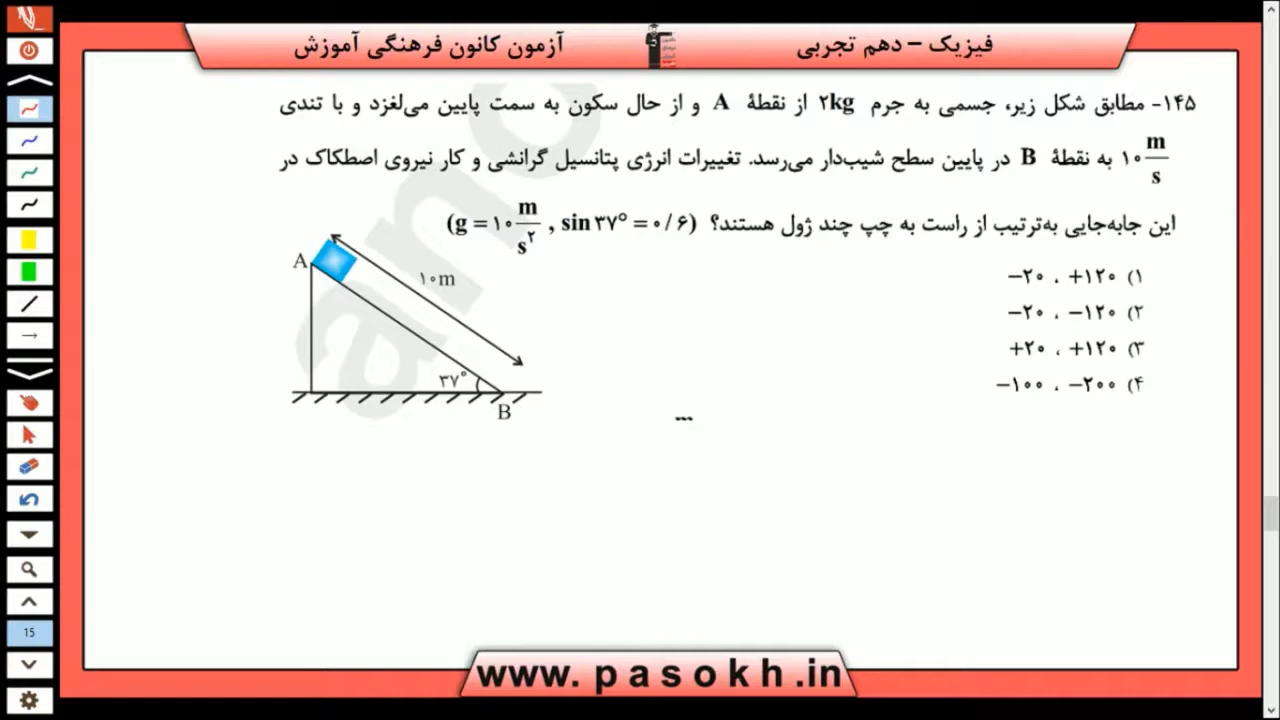 فیزیک – دهم تجربی
آزمون کانون فرهنگی آموزش
۱۴۵- مطابق شکل زیر، جسمی به جرم ۲kg از نقطهٔ A و از حال سکون به سمت پایین می‌لغزد و با تندی
۱۰ m/s به نقطهٔ B در پایین سطح شیب‌دار می‌رسد. تغییرات انرژی پتانسیل گرانشی و کار نیروی اصطکاک در
این جابه‌جایی به‌ترتیب از راست به چپ چند ژول هستند؟ (g = ۱۰ m/s² , sin ۳۷° = ۰/۶)
۱) +۱۲۰ ، −۲۰
۲) −۱۲۰ ، −۲۰
۳) +۱۲۰ ، +۲۰
۴) −۲۰۰ ، −۱۰۰
A
۱۰m
۳۷°
B
anc
15
www. p a s o k h .in